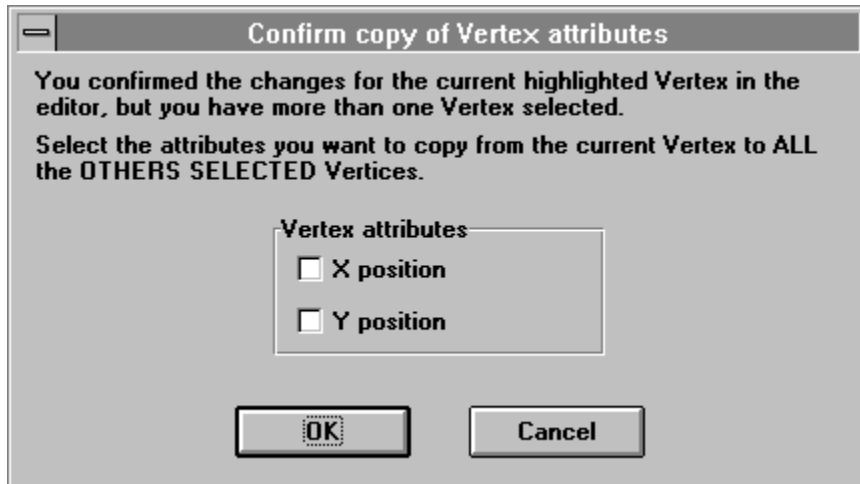 Confirm copy of Vertex attributes
You confirmed the changes for the current highlighted Vertex in the
editor, but you have more than one Vertex selected.
Select the attributes you want to copy from the current Vertex to ALL
the OTHERS SELECTED Vertices.
Vertex attributes
X position
Y position
OK
Cancel